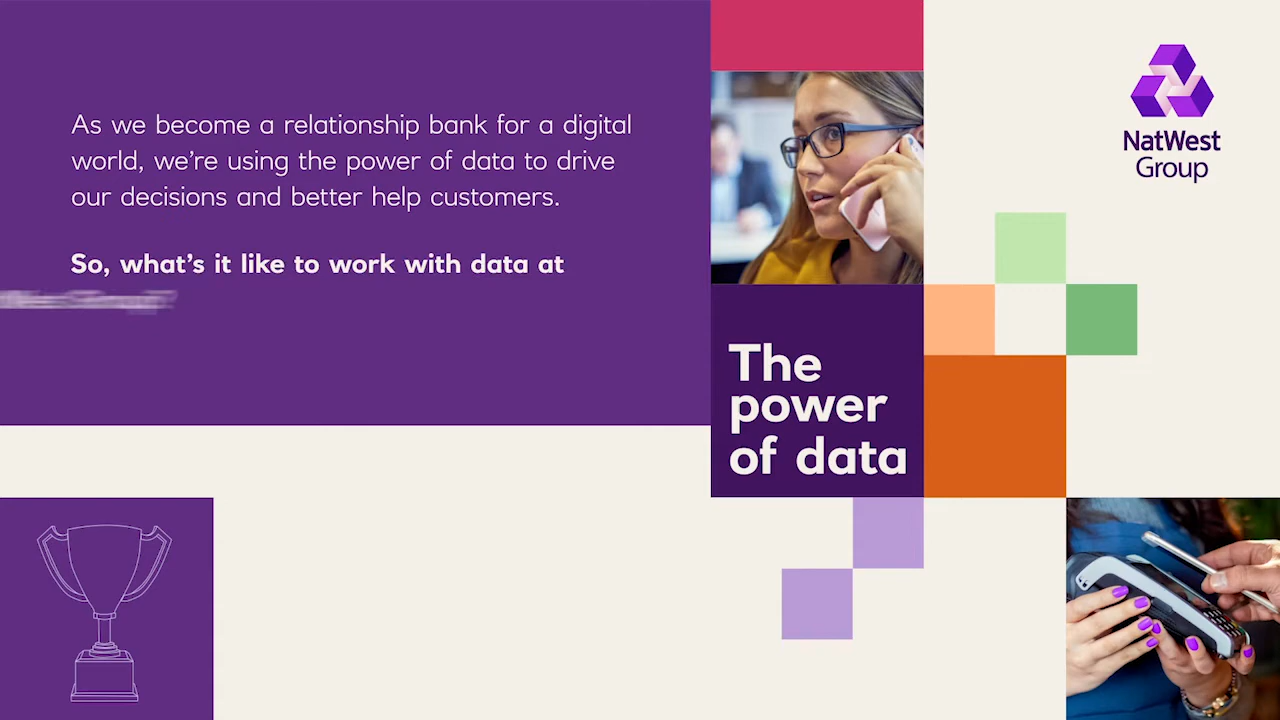 As we become a relationship bank for a digital
world, we're using the power of data to drive
our decisions and better help customers.
So, what's it like to work with data at
The
power
of data
NatWest
Group